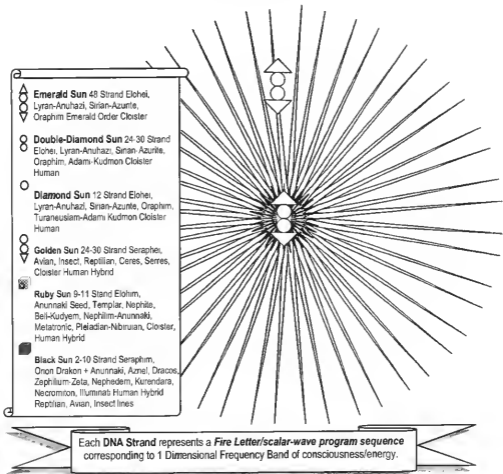 Emerald Sun 48 Strand Elohei,
Lyran-Anuhazi, Sirian-Azurite,
Oraphim Emerald Order Cloister
Double-Diamond Sun 24-30 Strand
Elohei, Lyran-Anuhazi, Sirian-Azurite,
Oraphim, Adami-Kudmon Cloister
Human
Diamond Sun 12 Strand Elohei,
Lyran-Anuhazi, Sirian-Azurite, Oraphim,
Turaneusiam-Adami Kudmon Cloister
Human
Golden Sun 24-30 Strand Seraphei,
Avian, Insect, Reptilian, Ceres, Serres,
Cloister Human Hybrid
Ruby Sun 9-11 Stand Elohim,
Anunnaki Seed, Templar, Nephite,
Beli-Kudyem, Nephilim-Anunnaki,
Metatronic, Pleiadian-Nibiruian, Cloister,
Human Hybrid
Black Sun 2-10 Strand Seraphim,
Orion Drakon + Anunnaki, Azriel, Dracos,
Zephilium-Zeta, Nephedem, Kurendara,
Necromiton, Illuminati Human Hybrid
Reptilian, Avian, Insect lines
Each DNA Strand represents a Fire Letter/scalar-wave program sequence
corresponding to 1 Dimensional Frequency Band of consciousness/energy.